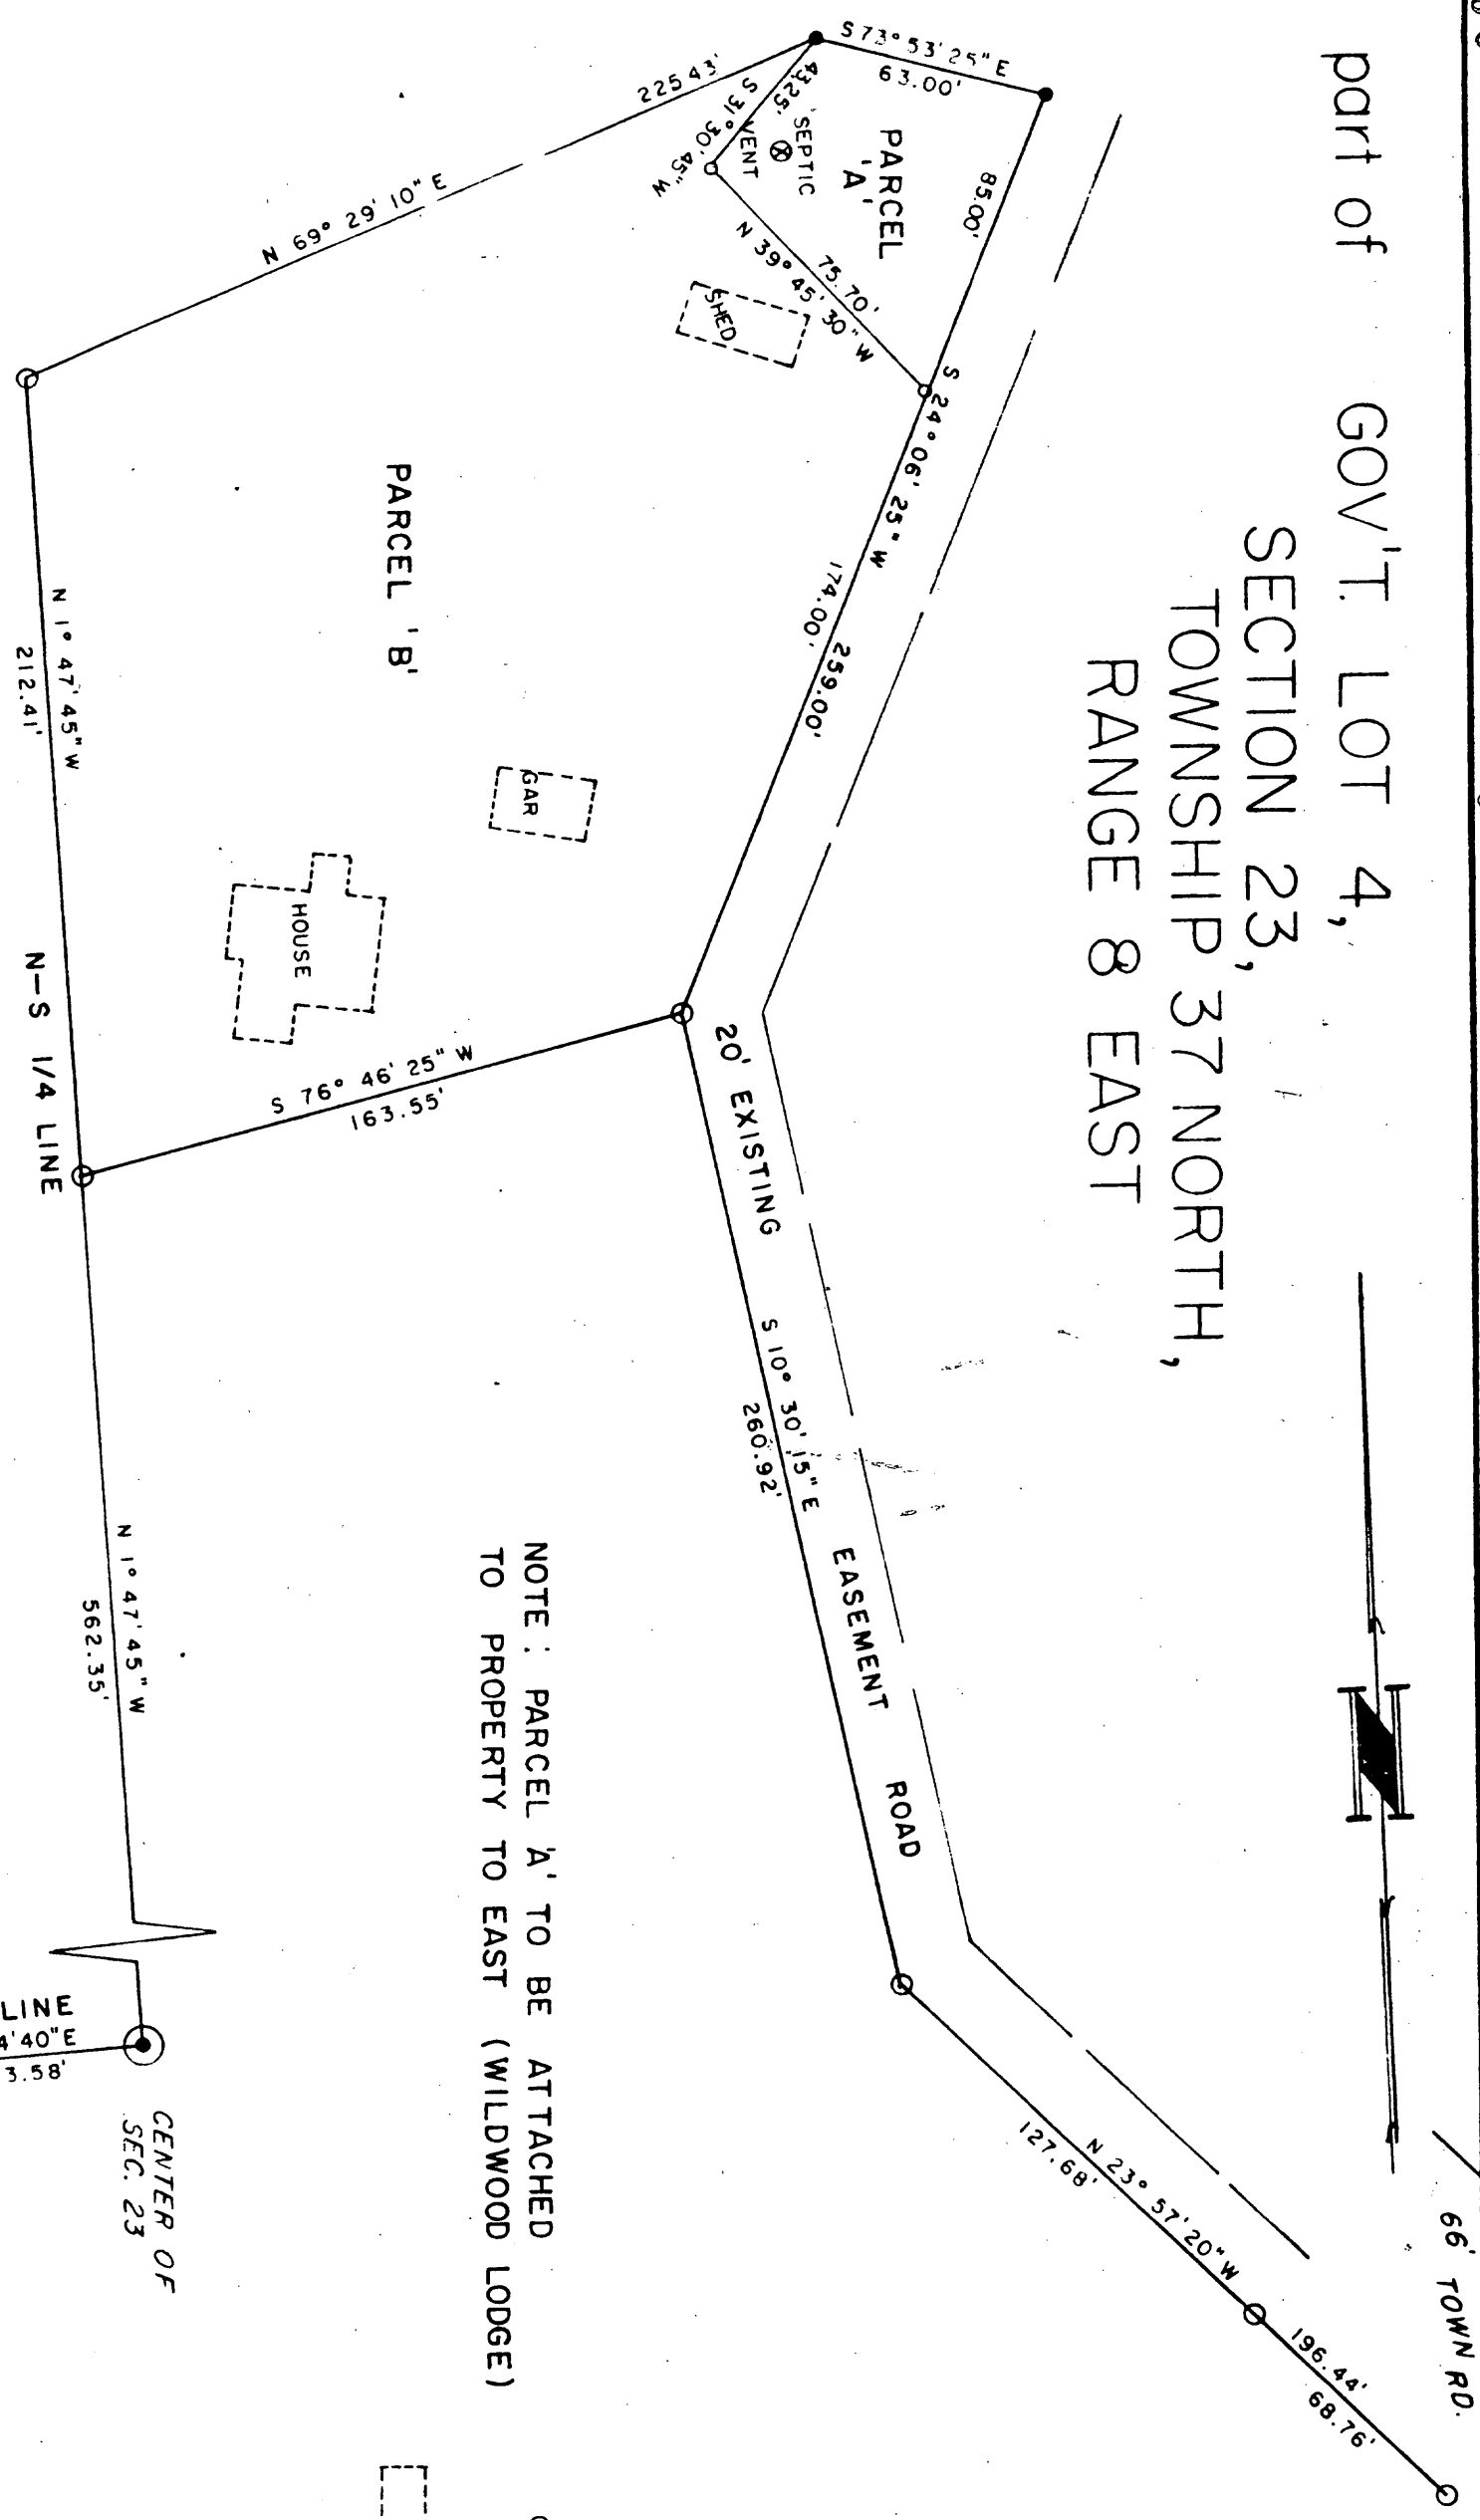 part of GOV'T. LOT 4,
SECTION 23,
TOWNSHIP 37 NORTH,
RANGE 8 EAST
N
66' TOWN RD.
S 73° 53' 25" E
63.00'
85.00'
PARCEL
'A'
SEPTIC
VENT
43.25'
S 31° 30' 45" W
75.70'
N 39° 45' 30" W
SHED
225.43'
N 69° 29' 10" E
S 24° 06' 25" W
259.00'
174.00'
PARCEL 'B'
GAR
HOUSE
N 1° 47' 45" W
212.41'
N-S 1/4 LINE
S 76° 46' 25" W
163.55'
20' EXISTING EASEMENT ROAD
S 10° 30' 15" E
260.92'
N 23° 57' 20" W
127.68'
196.44'
68.76'
N 1° 47' 45" W
562.35'
NOTE: PARCEL 'A' TO BE ATTACHED
TO PROPERTY TO EAST (WILDWOOD LODGE)
LINE
4' 40" E
3.58'
CENTER OF
SEC. 23